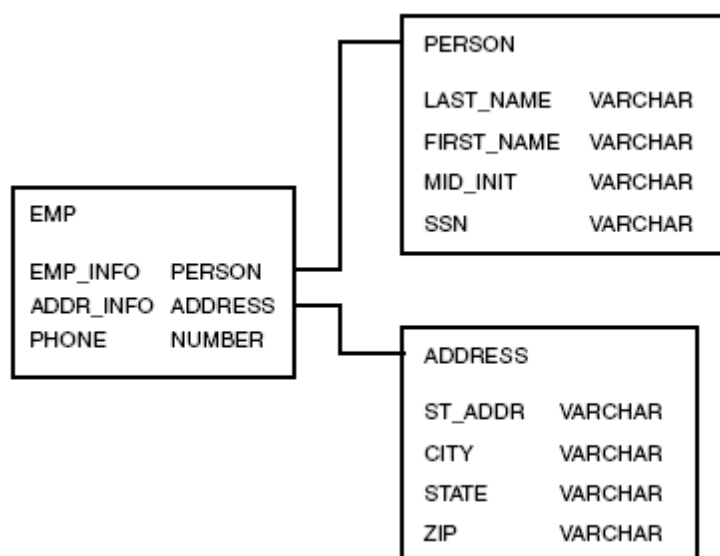 PERSON
LAST_NAME VARCHAR
FIRST_NAME VARCHAR
MID_INIT VARCHAR
SSN VARCHAR
EMP
EMP_INFO PERSON
ADDR_INFO ADDRESS
PHONE NUMBER
ADDRESS
ST_ADDR VARCHAR
CITY VARCHAR
STATE VARCHAR
ZIP VARCHAR